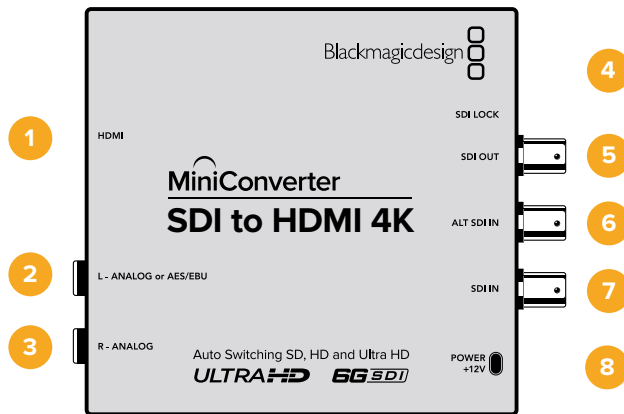 Blackmagicdesign
4
SDI LOCK
1
HDMI
SDI OUT
5
MiniConverter
SDI to HDMI 4K
ALT SDI IN
6
2
L - ANALOG or AES/EBU
SDI IN
7
3
R - ANALOG
Auto Switching SD, HD and Ultra HD
POWER
+12V
8
ULTRA HD 6G SDI